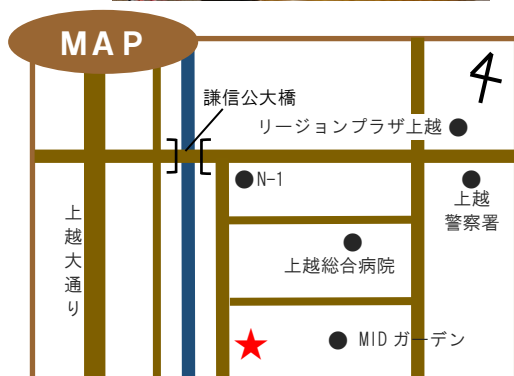 MAP
謙信公大橋
リージョンプラザ上越
N-1
上越
警察署
上越大通り
上越総合病院
MID ガーデン